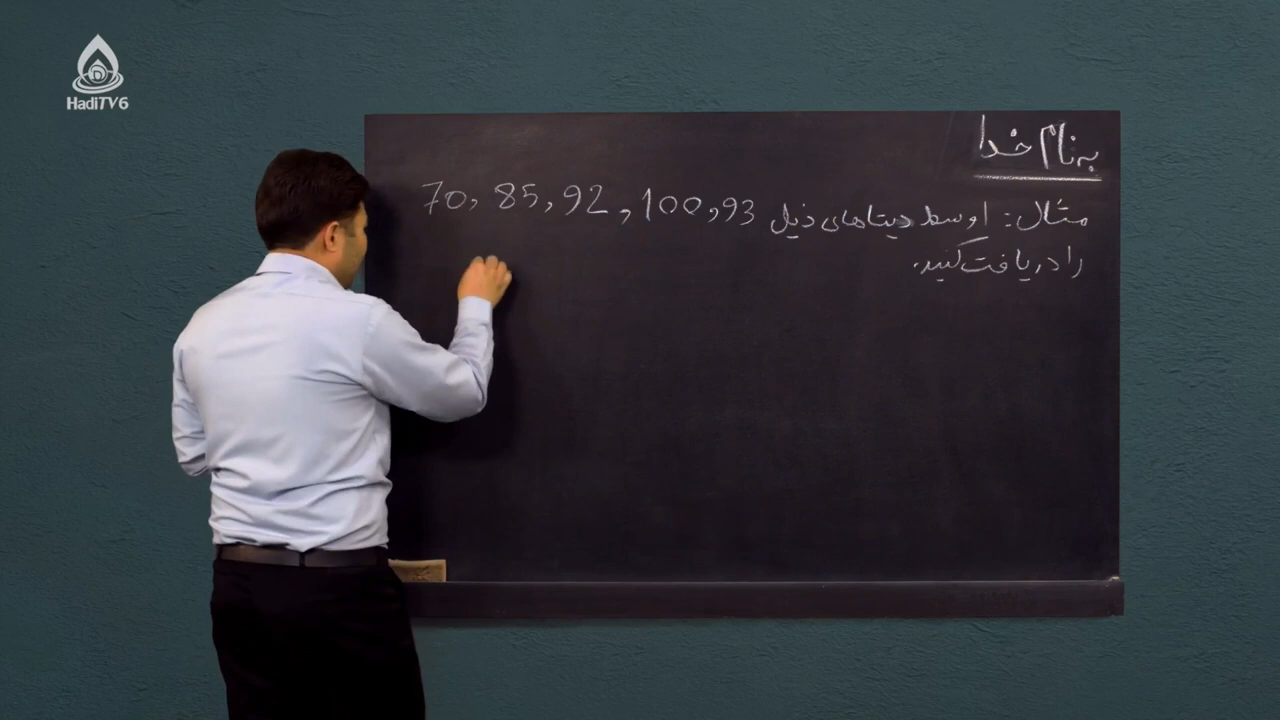 HadiTV6
به نام خدا
مثال: اوسط دیتاهای ذیل 70, 85, 92, 100, 93
را دریافت کنید.